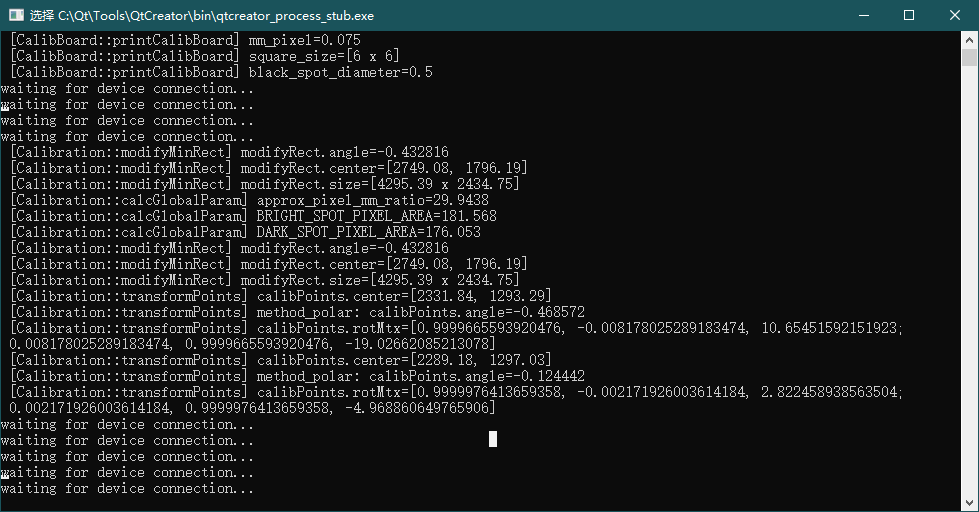 选择 C:\Qt\Tools\QtCreator\bin\qtcreator_process_stub.exe
[CalibBoard::printCalibBoard] mm_pixel=0.075
[CalibBoard::printCalibBoard] square_size=[6 x 6]
[CalibBoard::printCalibBoard] black_spot_diameter=0.5
waiting for device connection...
waiting for device connection...
waiting for device connection...
waiting for device connection...
[Calibration::modifyMinRect] modifyRect.angle=-0.432816
[Calibration::modifyMinRect] modifyRect.center=[2749.08, 1796.19]
[Calibration::modifyMinRect] modifyRect.size=[4295.39 x 2434.75]
[Calibration::calcGlobalParam] approx_pixel_mm_ratio=29.9438
[Calibration::calcGlobalParam] BRIGHT_SPOT_PIXEL_AREA=181.568
[Calibration::calcGlobalParam] DARK_SPOT_PIXEL_AREA=176.053
[Calibration::modifyMinRect] modifyRect.angle=-0.432816
[Calibration::modifyMinRect] modifyRect.center=[2749.08, 1796.19]
[Calibration::modifyMinRect] modifyRect.size=[4295.39 x 2434.75]
[Calibration::transformPoints] calibPoints.center=[2331.84, 1293.29]
[Calibration::transformPoints] method_polar: calibPoints.angle=-0.468572
[Calibration::transformPoints] calibPoints.rotMtx=[0.9999665593920476, -0.008178025289183474, 10.65451592151923;
0.008178025289183474, 0.9999665593920476, -19.02662085213078]
[Calibration::transformPoints] calibPoints.center=[2289.18, 1297.03]
[Calibration::transformPoints] method_polar: calibPoints.angle=-0.124442
[Calibration::transformPoints] calibPoints.rotMtx=[0.9999976413659358, -0.002171926003614184, 2.822458938563504;
0.002171926003614184, 0.9999976413659358, -4.968860649765906]
waiting for device connection...
waiting for device connection...
waiting for device connection...
waiting for device connection...
waiting for device connection...